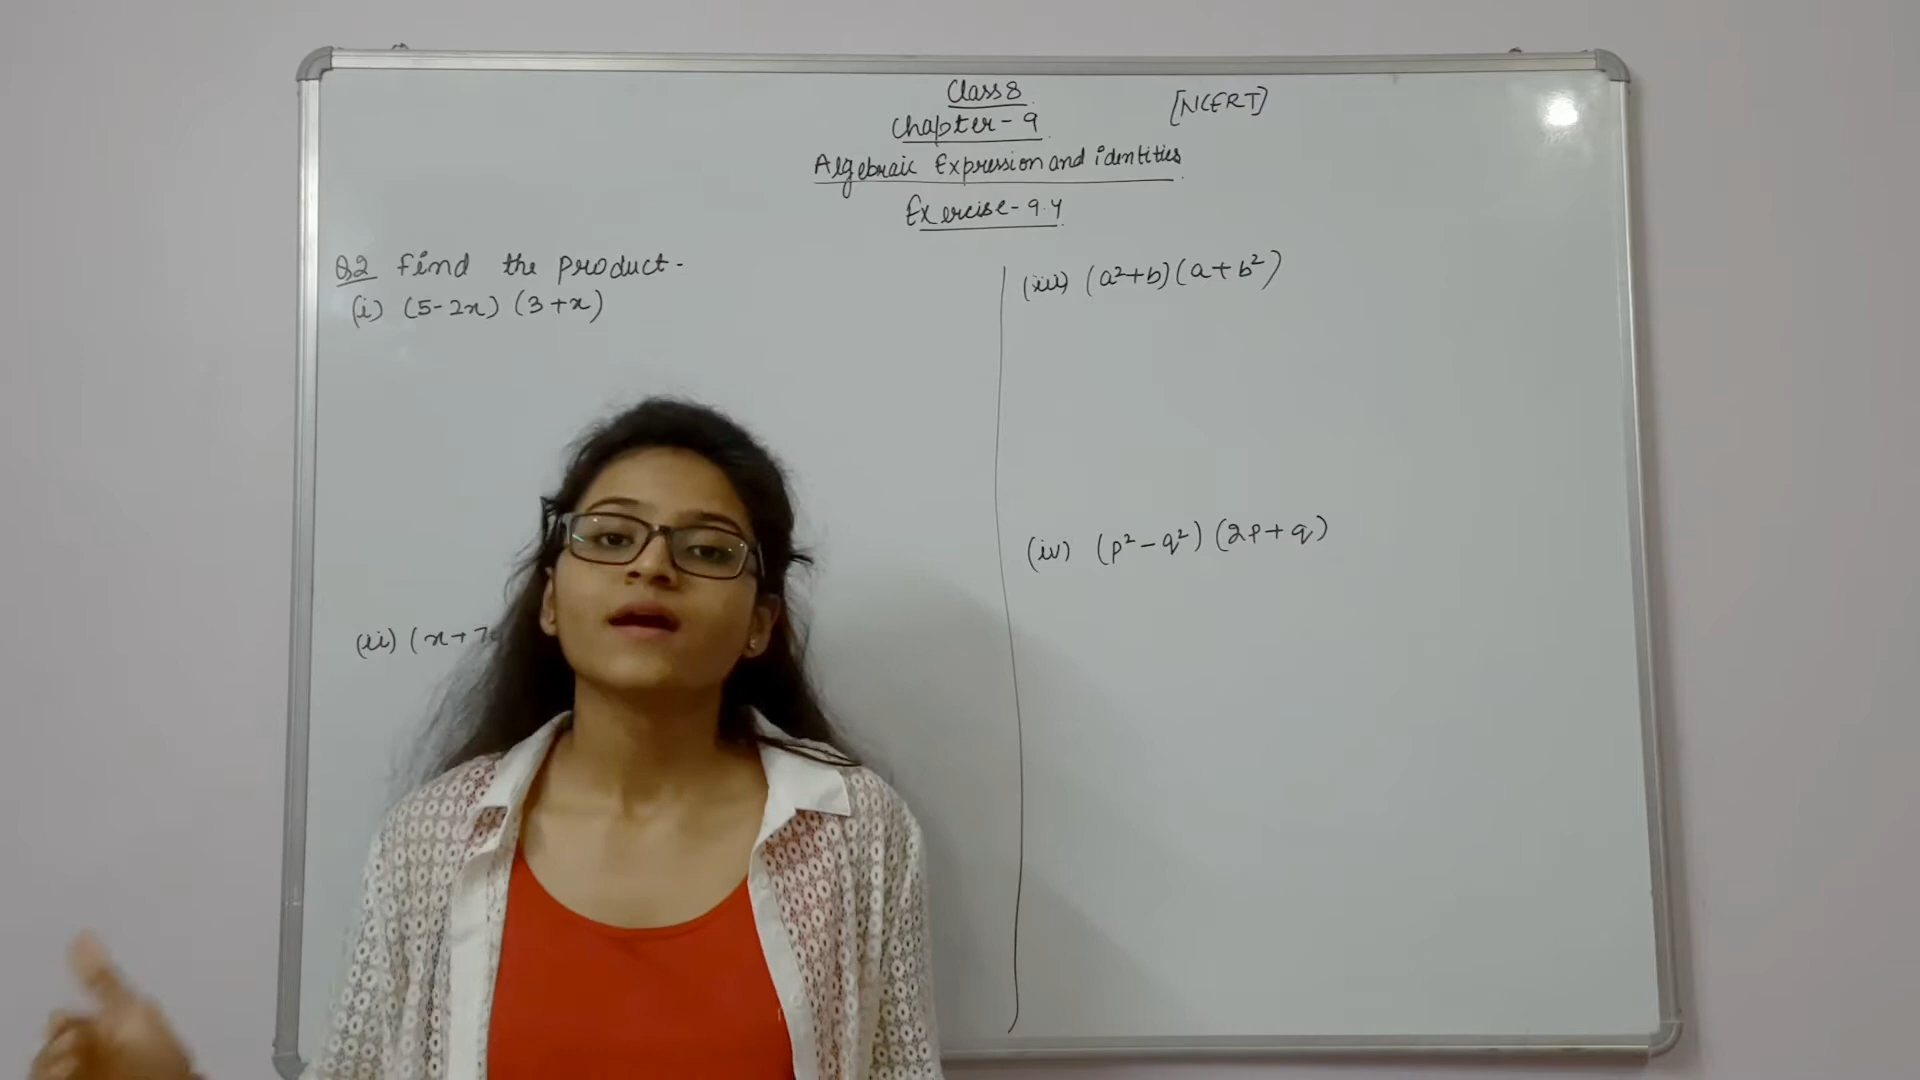 Class 8
Chapter - 9 [NCERT]
Algebraic Expression and identities
Exercise - 9.4
Q2 Find the product -
(i) (5-2x) (3+x)
(ii) (x+7
(iii) (a²+b) (a+b²)
(iv) (p²-q²) (2p+q)